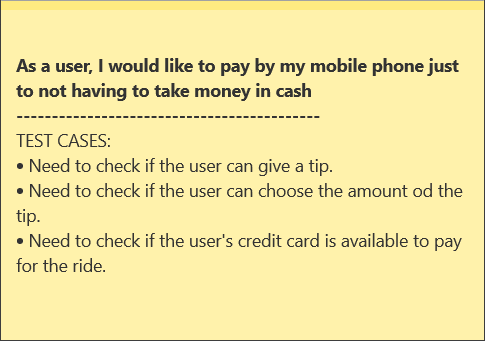 As a user, I would like to pay by my mobile phone just
to not having to take money in cash
-------------------------------------------
TEST CASES:
• Need to check if the user can give a tip.
• Need to check if the user can choose the amount od the
tip.
• Need to check if the user's credit card is available to pay
for the ride.